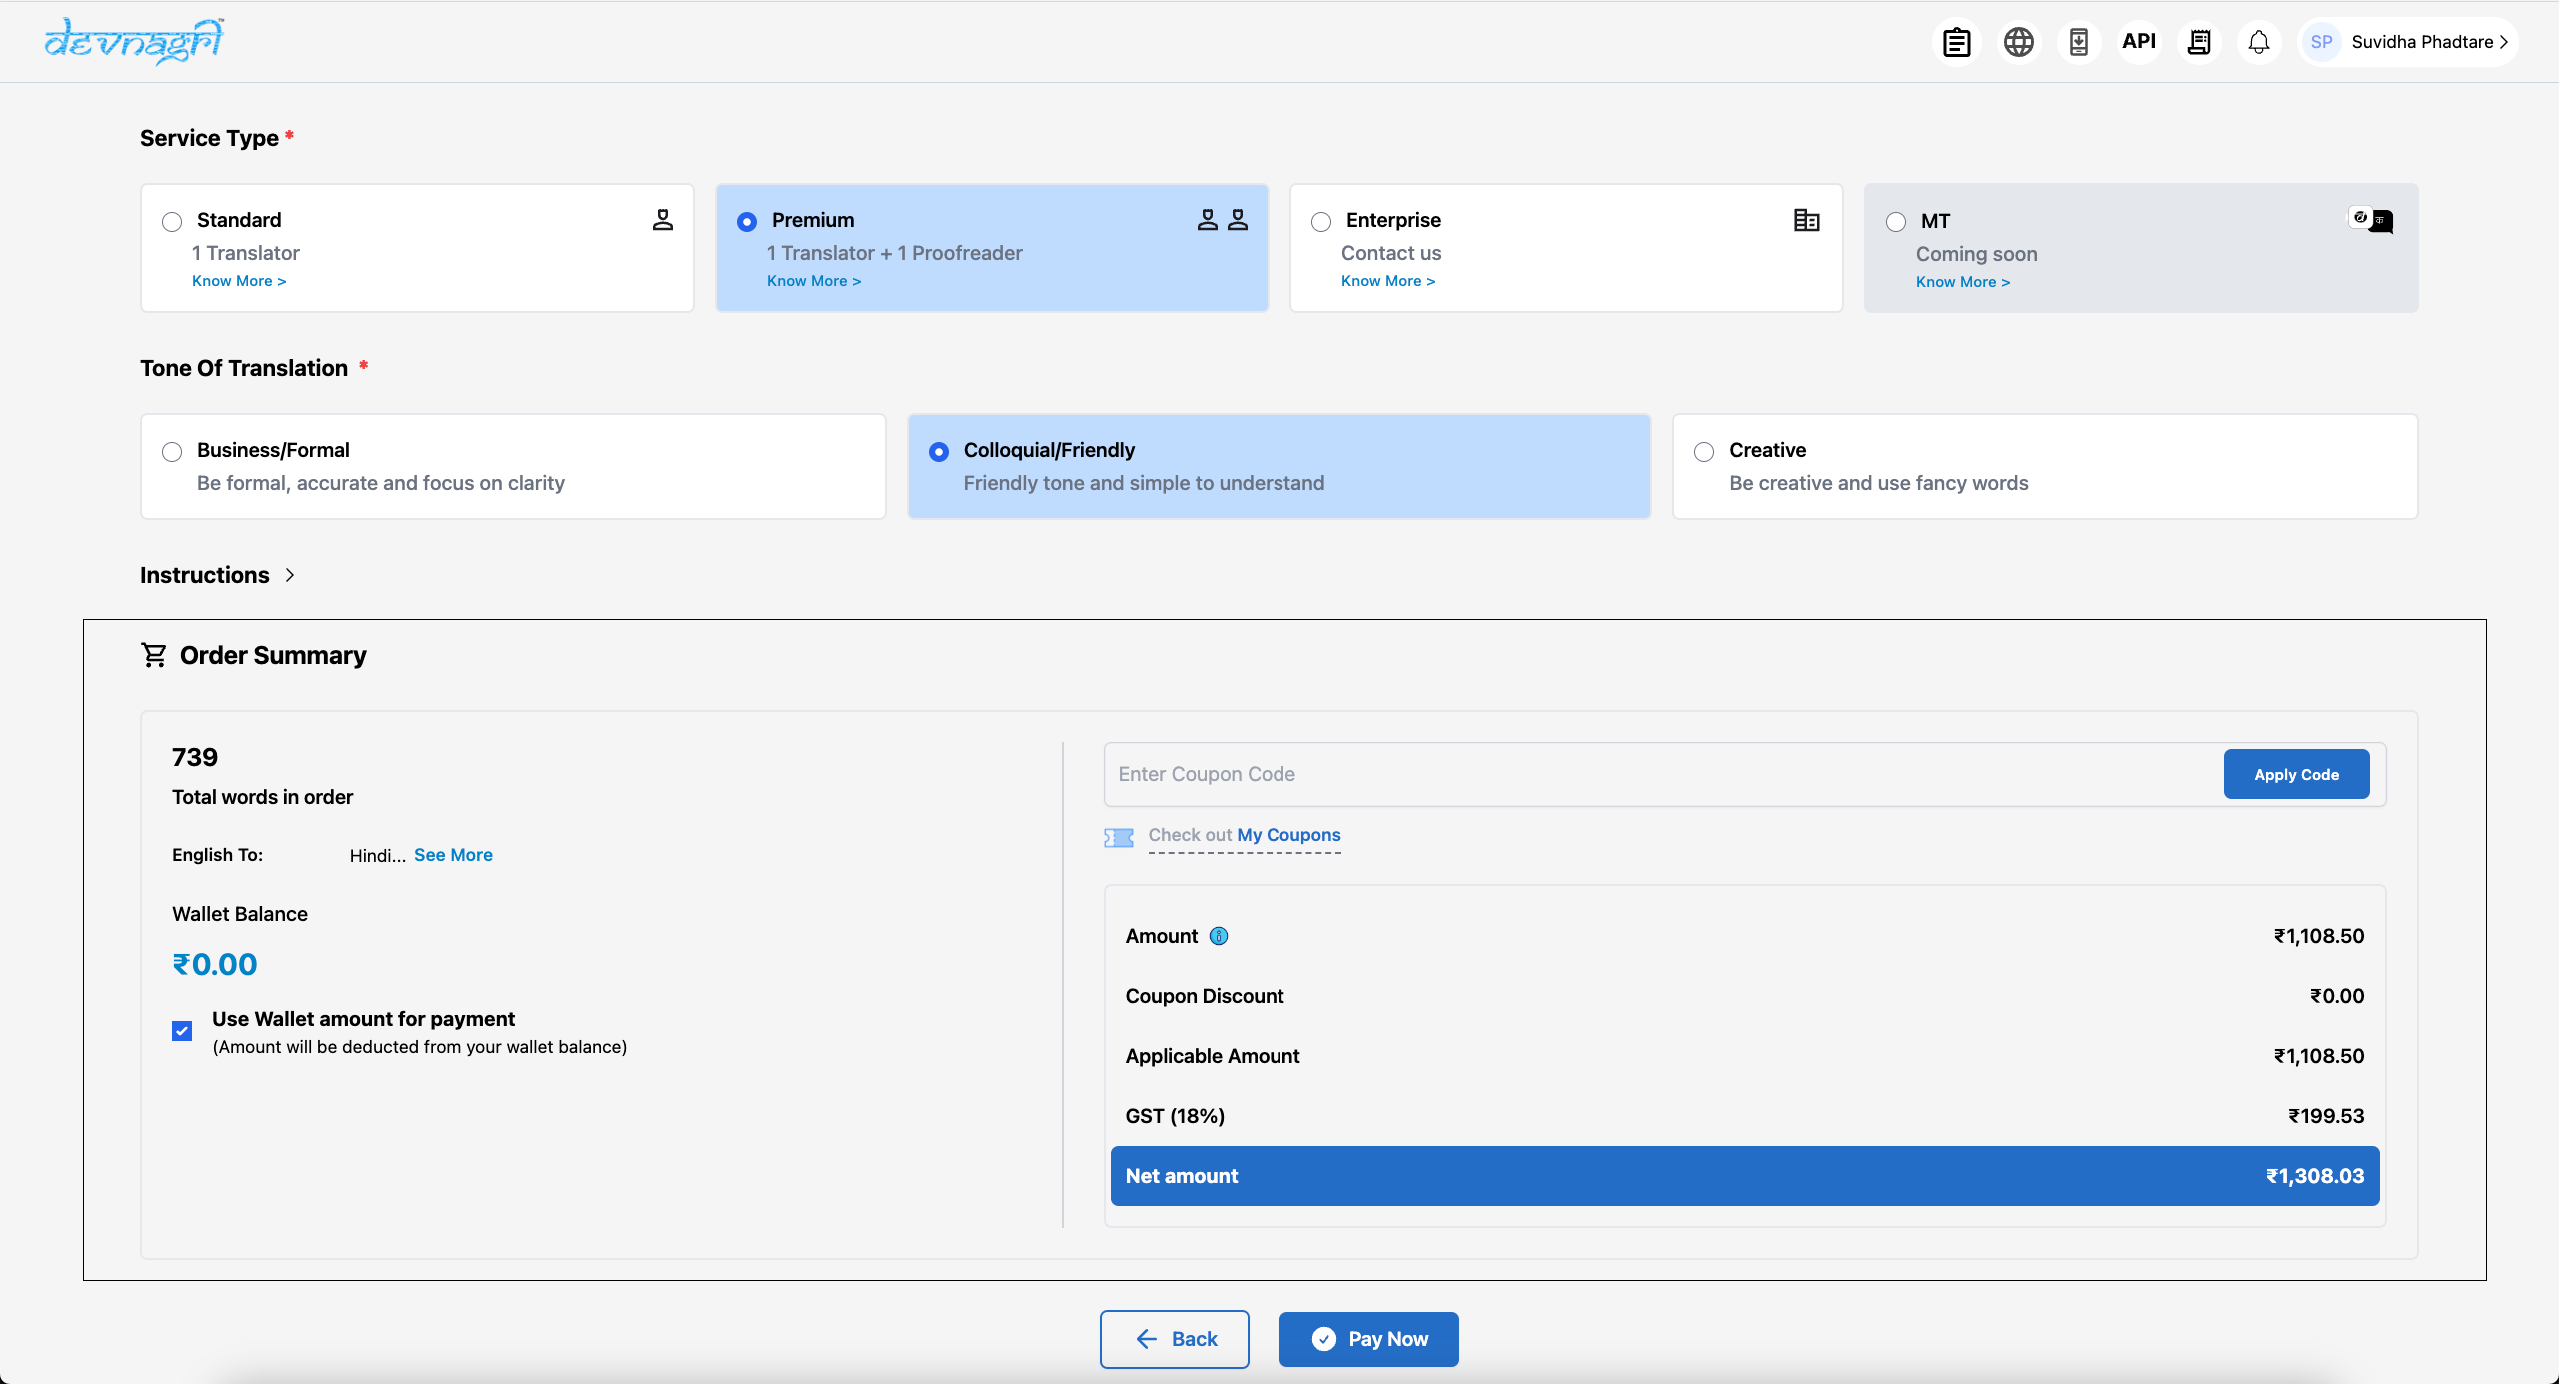 devnagri™
API
SP Suvidha Phadtare
Service Type *
Standard
1 Translator
Know More >
Premium
1 Translator + 1 Proofreader
Know More >
Enterprise
Contact us
Know More >
MT
Coming soon
Know More >
Tone Of Translation *
Business/Formal
Be formal, accurate and focus on clarity
Colloquial/Friendly
Friendly tone and simple to understand
Creative
Be creative and use fancy words
Instructions
Order Summary
739
Total words in order
English To: Hindi... See More
Wallet Balance
₹0.00
Use Wallet amount for payment
(Amount will be deducted from your wallet balance)
Enter Coupon Code
Apply Code
Check out My Coupons
Amount ₹1,108.50
Coupon Discount ₹0.00
Applicable Amount ₹1,108.50
GST (18%) ₹199.53
Net amount ₹1,308.03
Back
Pay Now